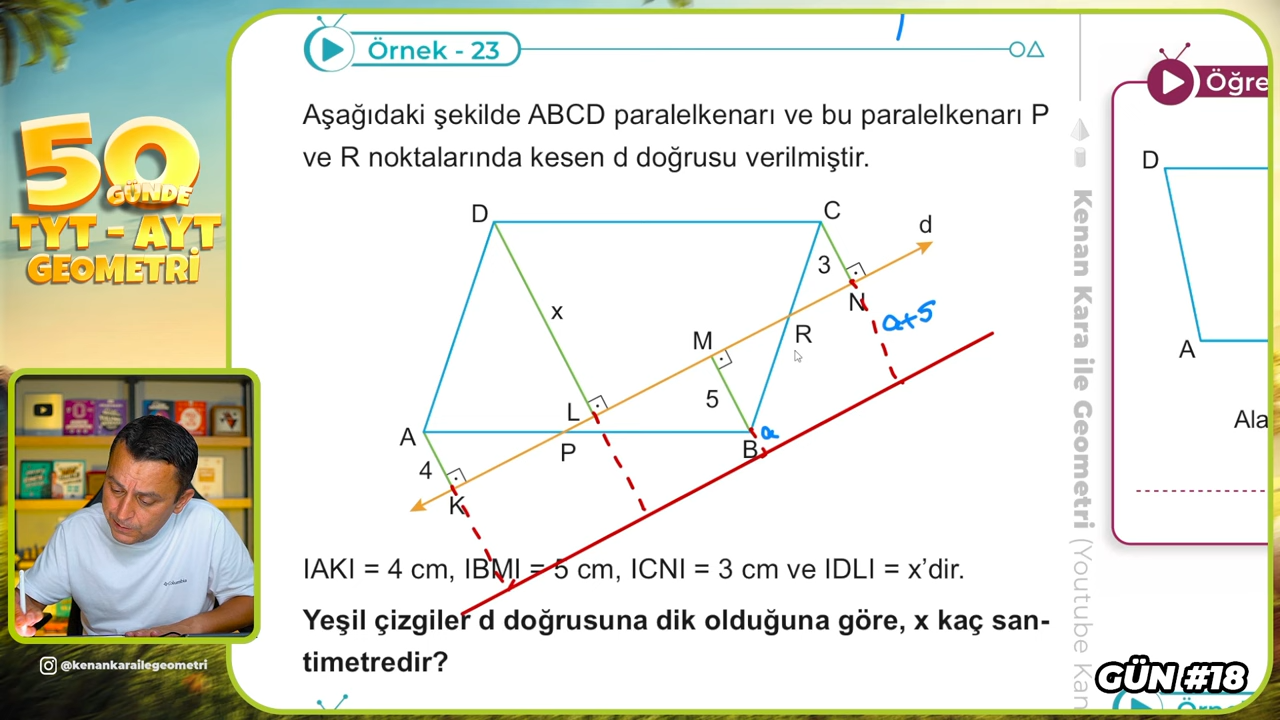 50
GÜNDE
TYT - AYT
GEOMETRİ
Örnek - 23
Aşağıdaki şekilde ABCD paralelkenarı ve bu paralelkenarı P
ve R noktalarında kesen d doğrusu verilmiştir.
D
C
d
3
x
N
a+5
M
R
L
5
A
P
B
a
4
K
IAKI = 4 cm, IBMI = 5 cm, ICNI = 3 cm ve IDLI = x'dir.
Yeşil çizgiler d doğrusuna dik olduğuna göre, x kaç san-
timetredir?
Kenan Kara ile Geometri (Youtube Kan
Öğre
D
A
Ala
@kenankarailegeometri
GÜN #18